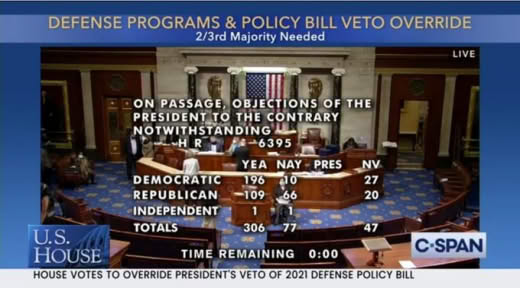 DEFENSE PROGRAMS & POLICY BILL VETO OVERRIDE
2/3rd Majority Needed
LIVE
ON PASSAGE, OBJECTIONS OF THE
PRESIDENT TO THE CONTRARY
NOTWITHSTANDING
H R 6395
YEA NAY PRES NV
DEMOCRATIC 196 10 27
REPUBLICAN 109 66 20
INDEPENDENT 1 1
TOTALS 306 77 47
TIME REMAINING 0:00
U.S.
HOUSE
C-SPAN
HOUSE VOTES TO OVERRIDE PRESIDENT'S VETO OF 2021 DEFENSE POLICY BILL